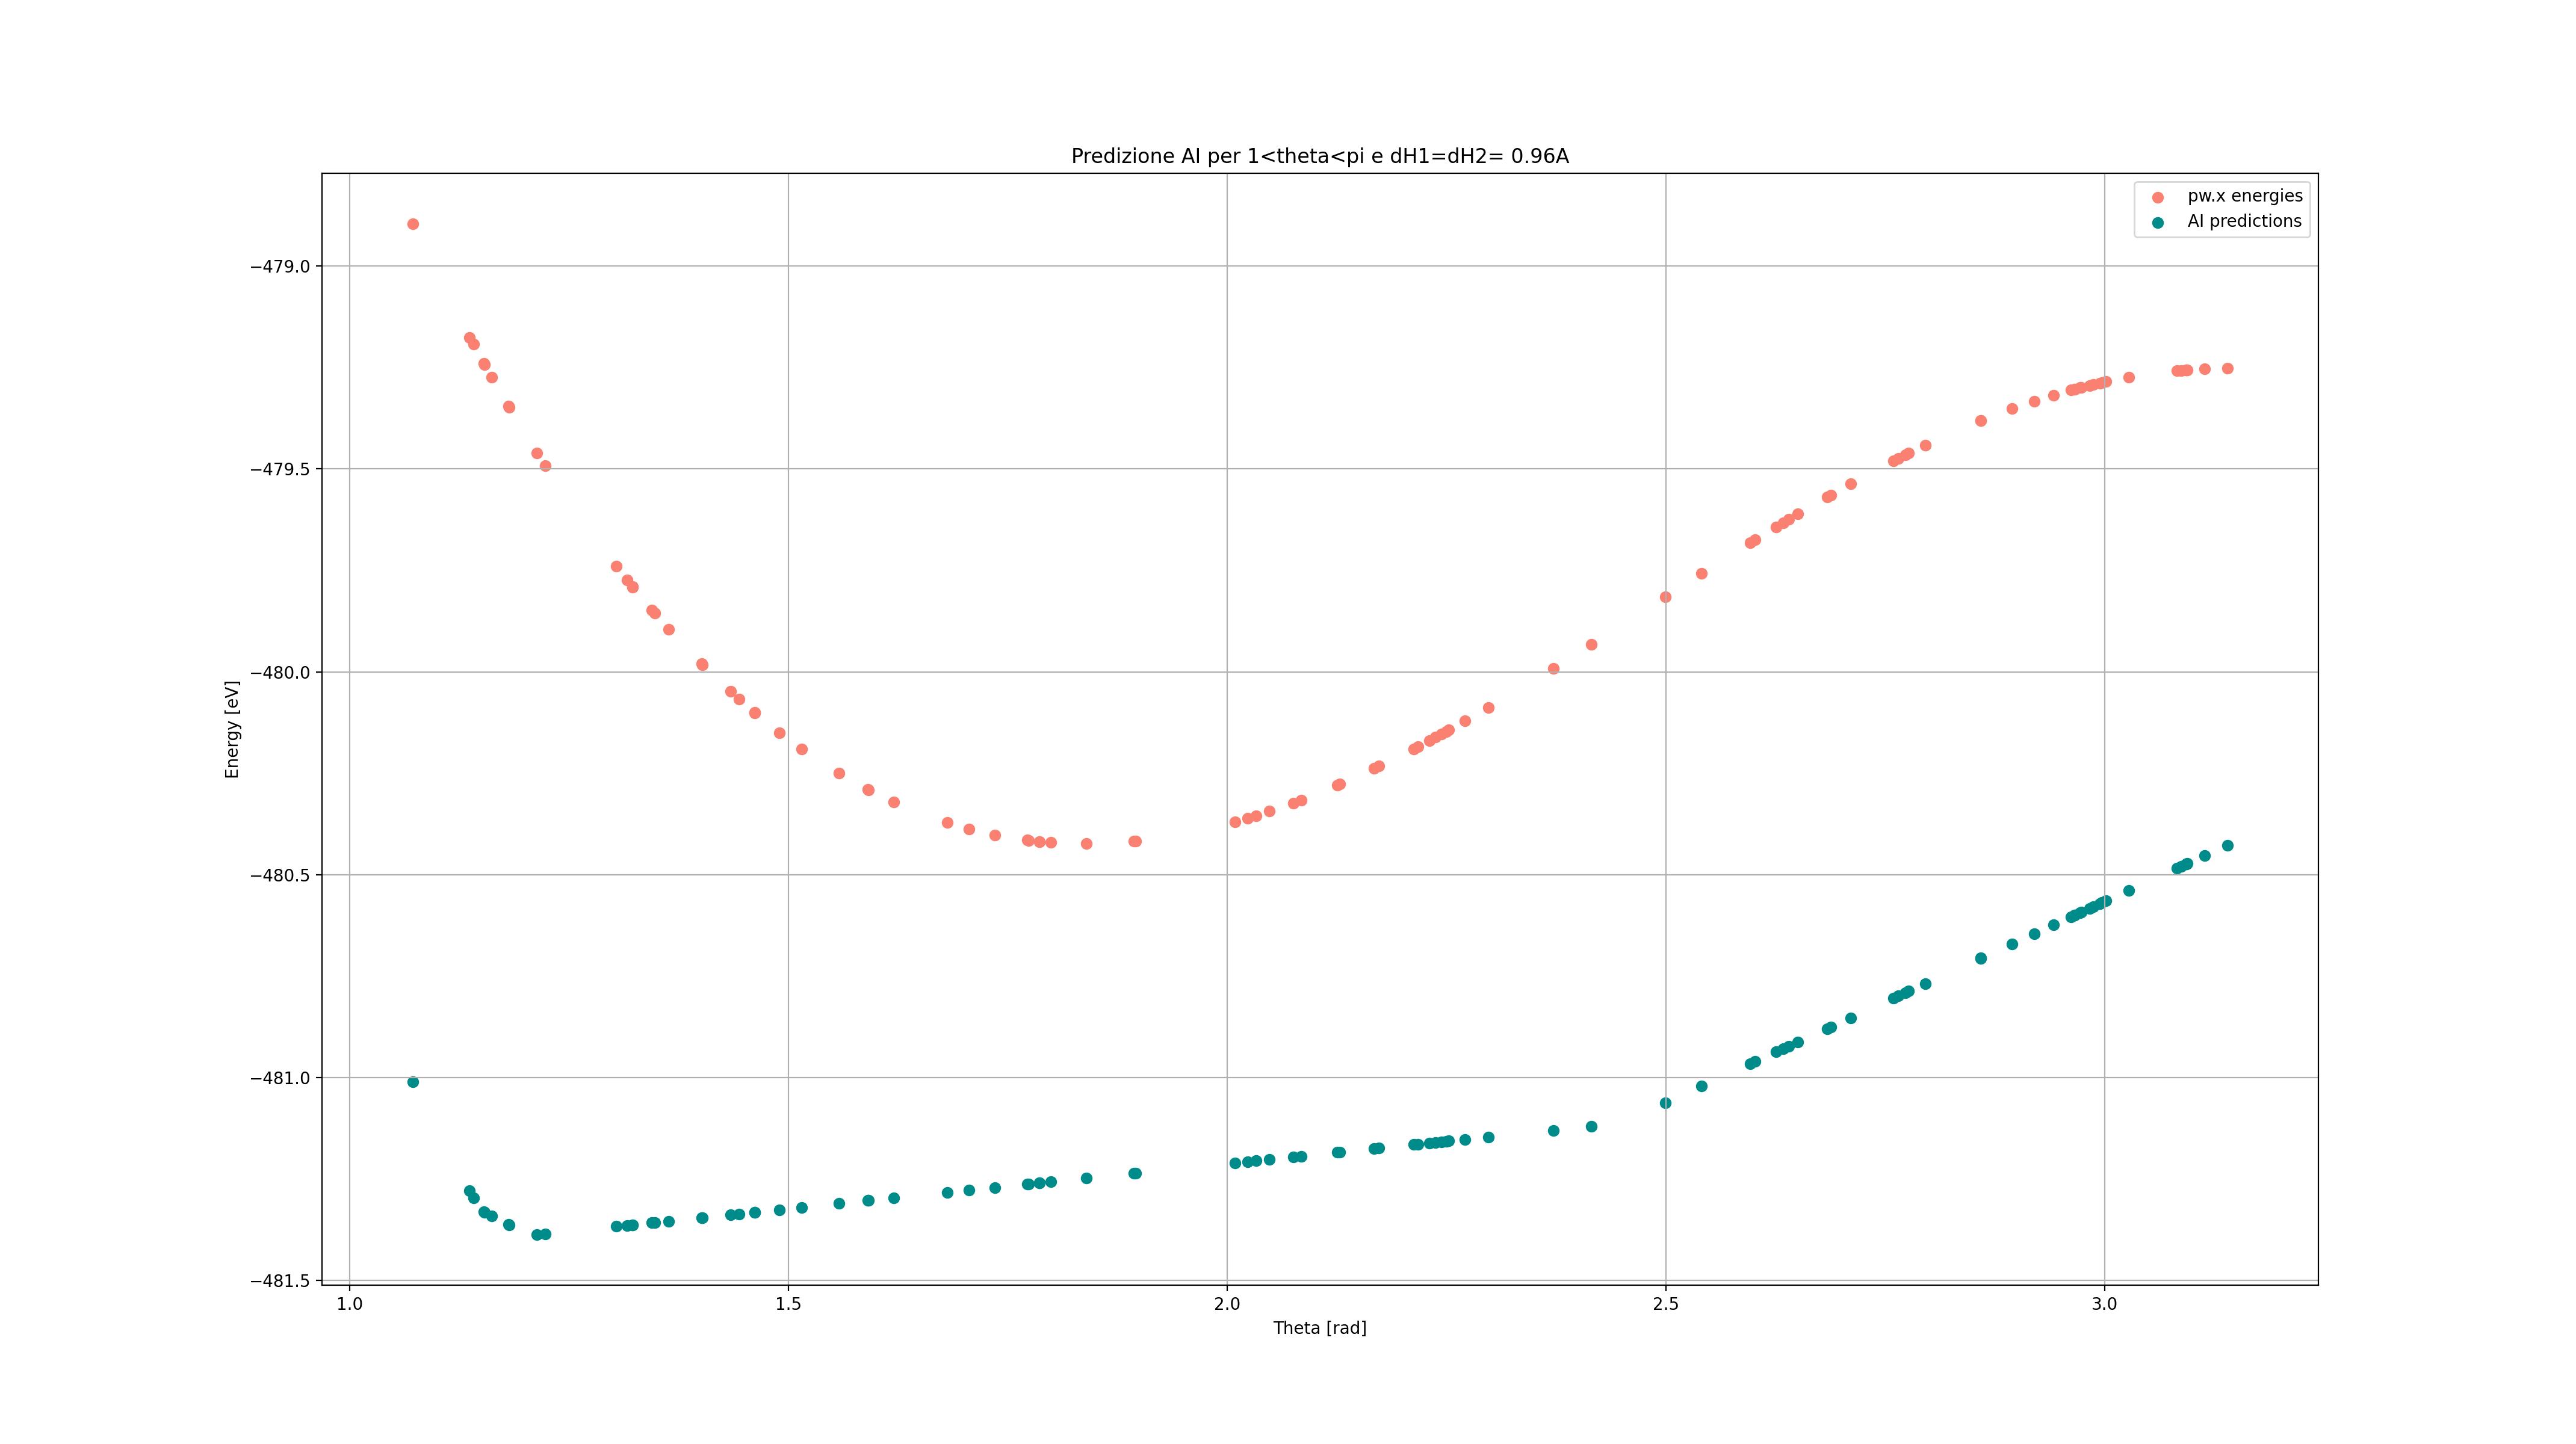 Predizione AI per 1<theta<pi e dH1=dH2= 0.96A
pw.x energies
AI predictions
−479.0
−479.5
−480.0
−480.5
−481.0
−481.5
Energy [eV]
1.0
1.5
2.0
2.5
3.0
Theta [rad]